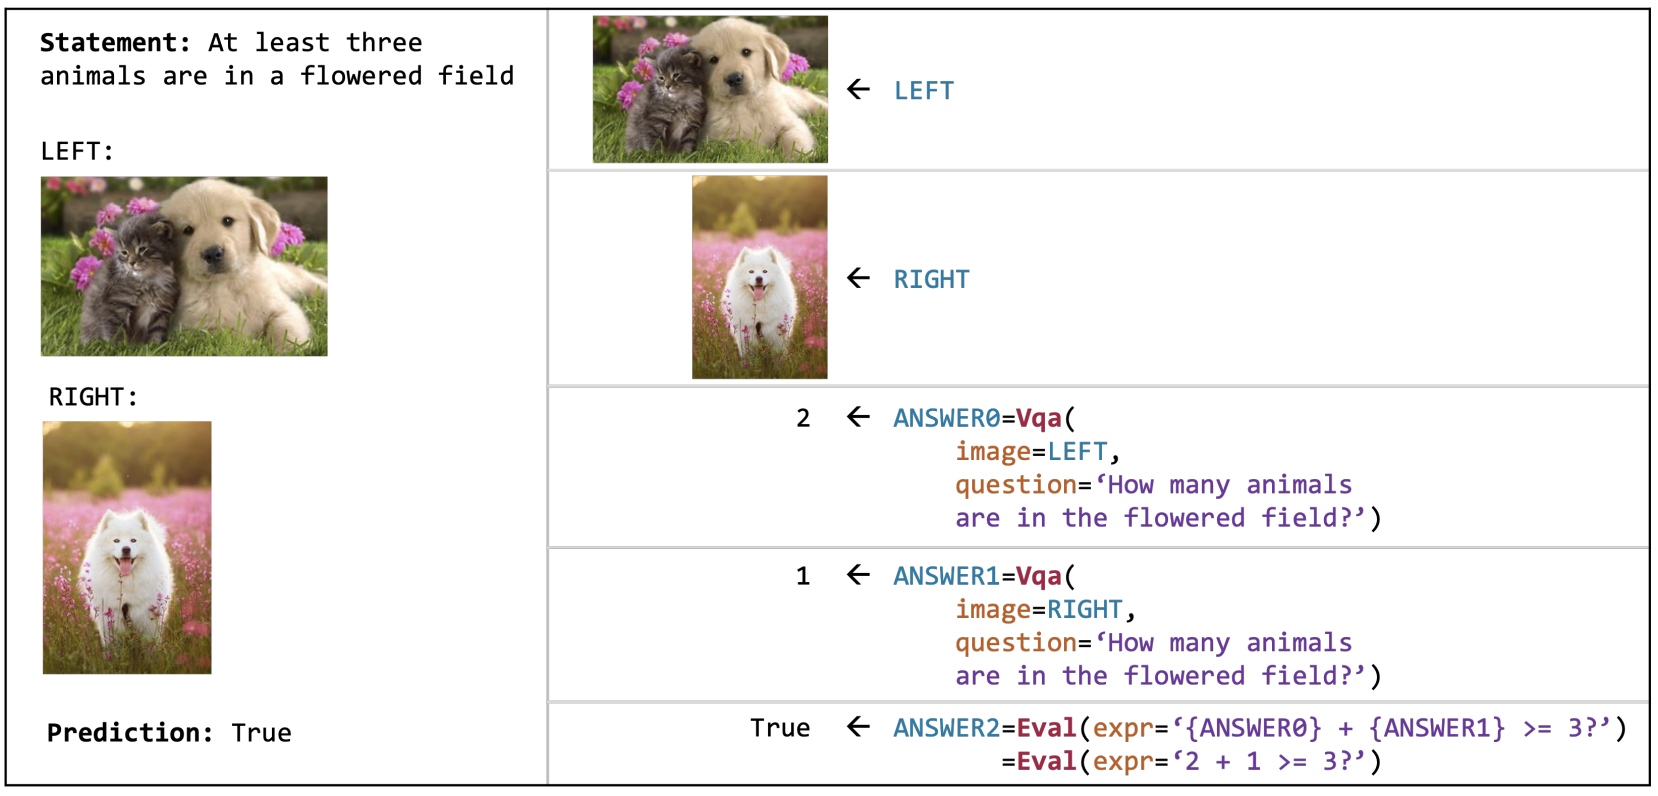 Statement: At least three
animals are in a flowered field
LEFT:
RIGHT:
Prediction: True
← LEFT
← RIGHT
2 ← ANSWER0=Vqa(
image=LEFT,
question=‘How many animals
are in the flowered field?’)
1 ← ANSWER1=Vqa(
image=RIGHT,
question=‘How many animals
are in the flowered field?’)
True ← ANSWER2=Eval(expr=‘{ANSWER0} + {ANSWER1} >= 3?’)
=Eval(expr=‘2 + 1 >= 3?’)